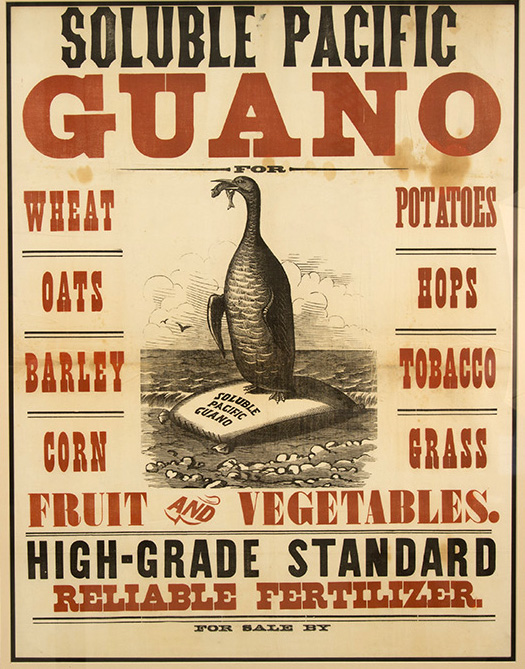 SOLUBLE PACIFIC
GUANO
FOR
WHEAT
OATS
BARLEY
CORN
POTATOES
HOPS
TOBACCO
GRASS
SOLUBLE
PACIFIC
GUANO
FRUIT AND VEGETABLES.
HIGH-GRADE STANDARD
RELIABLE FERTILIZER.
FOR SALE BY